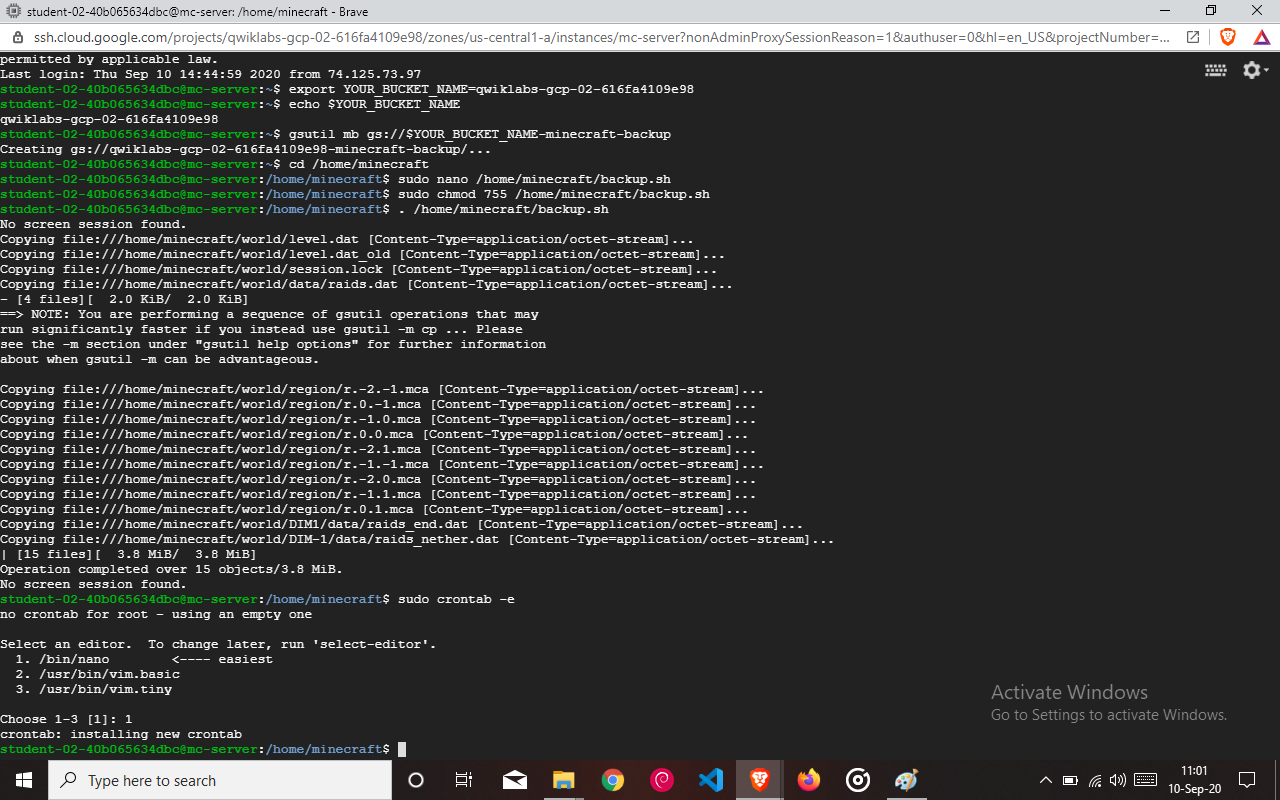 student-02-40b065634dbc@mc-server: /home/minecraft - Brave
ssh.cloud.google.com/projects/qwiklabs-gcp-02-616fa4109e98/zones/us-central1-a/instances/mc-server?nonAdminProxySessionReason=1&authuser=0&hl=en_US&projectNumber=...
permitted by applicable law.
Last login: Thu Sep 10 14:44:59 2020 from 74.125.73.97
student-02-40b065634dbc@mc-server:~$ export YOUR_BUCKET_NAME=qwiklabs-gcp-02-616fa4109e98
student-02-40b065634dbc@mc-server:~$ echo $YOUR_BUCKET_NAME
qwiklabs-gcp-02-616fa4109e98
student-02-40b065634dbc@mc-server:~$ gsutil mb gs://$YOUR_BUCKET_NAME-minecraft-backup
Creating gs://qwiklabs-gcp-02-616fa4109e98-minecraft-backup/...
student-02-40b065634dbc@mc-server:~$ cd /home/minecraft
student-02-40b065634dbc@mc-server:/home/minecraft$ sudo nano /home/minecraft/backup.sh
student-02-40b065634dbc@mc-server:/home/minecraft$ sudo chmod 755 /home/minecraft/backup.sh
student-02-40b065634dbc@mc-server:/home/minecraft$ . /home/minecraft/backup.sh
No screen session found.
Copying file:///home/minecraft/world/level.dat [Content-Type=application/octet-stream]...
Copying file:///home/minecraft/world/level.dat_old [Content-Type=application/octet-stream]...
Copying file:///home/minecraft/world/session.lock [Content-Type=application/octet-stream]...
Copying file:///home/minecraft/world/data/raids.dat [Content-Type=application/octet-stream]...
- [4 files][  2.0 KiB/  2.0 KiB]
==> NOTE: You are performing a sequence of gsutil operations that may
run significantly faster if you instead use gsutil -m cp ... Please
see the -m section under "gsutil help options" for further information
about when gsutil -m can be advantageous.
Copying file:///home/minecraft/world/region/r.-2.-1.mca [Content-Type=application/octet-stream]...
Copying file:///home/minecraft/world/region/r.0.-1.mca [Content-Type=application/octet-stream]...
Copying file:///home/minecraft/world/region/r.-1.0.mca [Content-Type=application/octet-stream]...
Copying file:///home/minecraft/world/region/r.0.0.mca [Content-Type=application/octet-stream]...
Copying file:///home/minecraft/world/region/r.-2.1.mca [Content-Type=application/octet-stream]...
Copying file:///home/minecraft/world/region/r.-1.-1.mca [Content-Type=application/octet-stream]...
Copying file:///home/minecraft/world/region/r.-2.0.mca [Content-Type=application/octet-stream]...
Copying file:///home/minecraft/world/region/r.-1.1.mca [Content-Type=application/octet-stream]...
Copying file:///home/minecraft/world/region/r.0.1.mca [Content-Type=application/octet-stream]...
Copying file:///home/minecraft/world/DIM1/data/raids_end.dat [Content-Type=application/octet-stream]...
Copying file:///home/minecraft/world/DIM-1/data/raids_nether.dat [Content-Type=application/octet-stream]...
| [15 files][  3.8 MiB/  3.8 MiB]
Operation completed over 15 objects/3.8 MiB.
No screen session found.
student-02-40b065634dbc@mc-server:/home/minecraft$ sudo crontab -e
no crontab for root - using an empty one
Select an editor.  To change later, run 'select-editor'.
  1. /bin/nano        <---- easiest
  2. /usr/bin/vim.basic
  3. /usr/bin/vim.tiny
Choose 1-3 [1]: 1
crontab: installing new crontab
student-02-40b065634dbc@mc-server:/home/minecraft$
Activate Windows
Go to Settings to activate Windows.
Type here to search
11:01
10-Sep-20